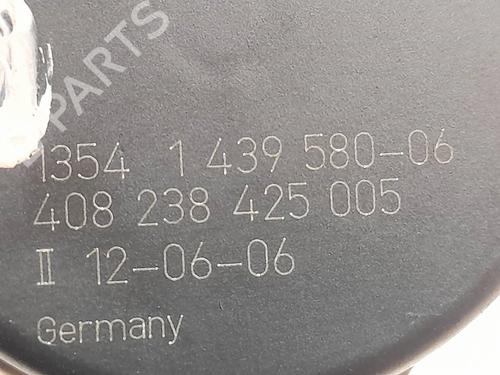 PARTS
1354 1 439 580-06
408 238 425 005
II 12-06-06
Germany